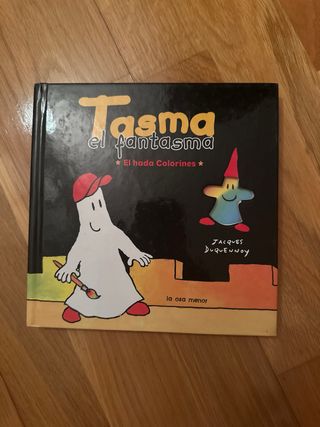 Tasma
el fantasma
★ El hada Colorines ★
JACQUES
DUQUENNOY
la osa menor